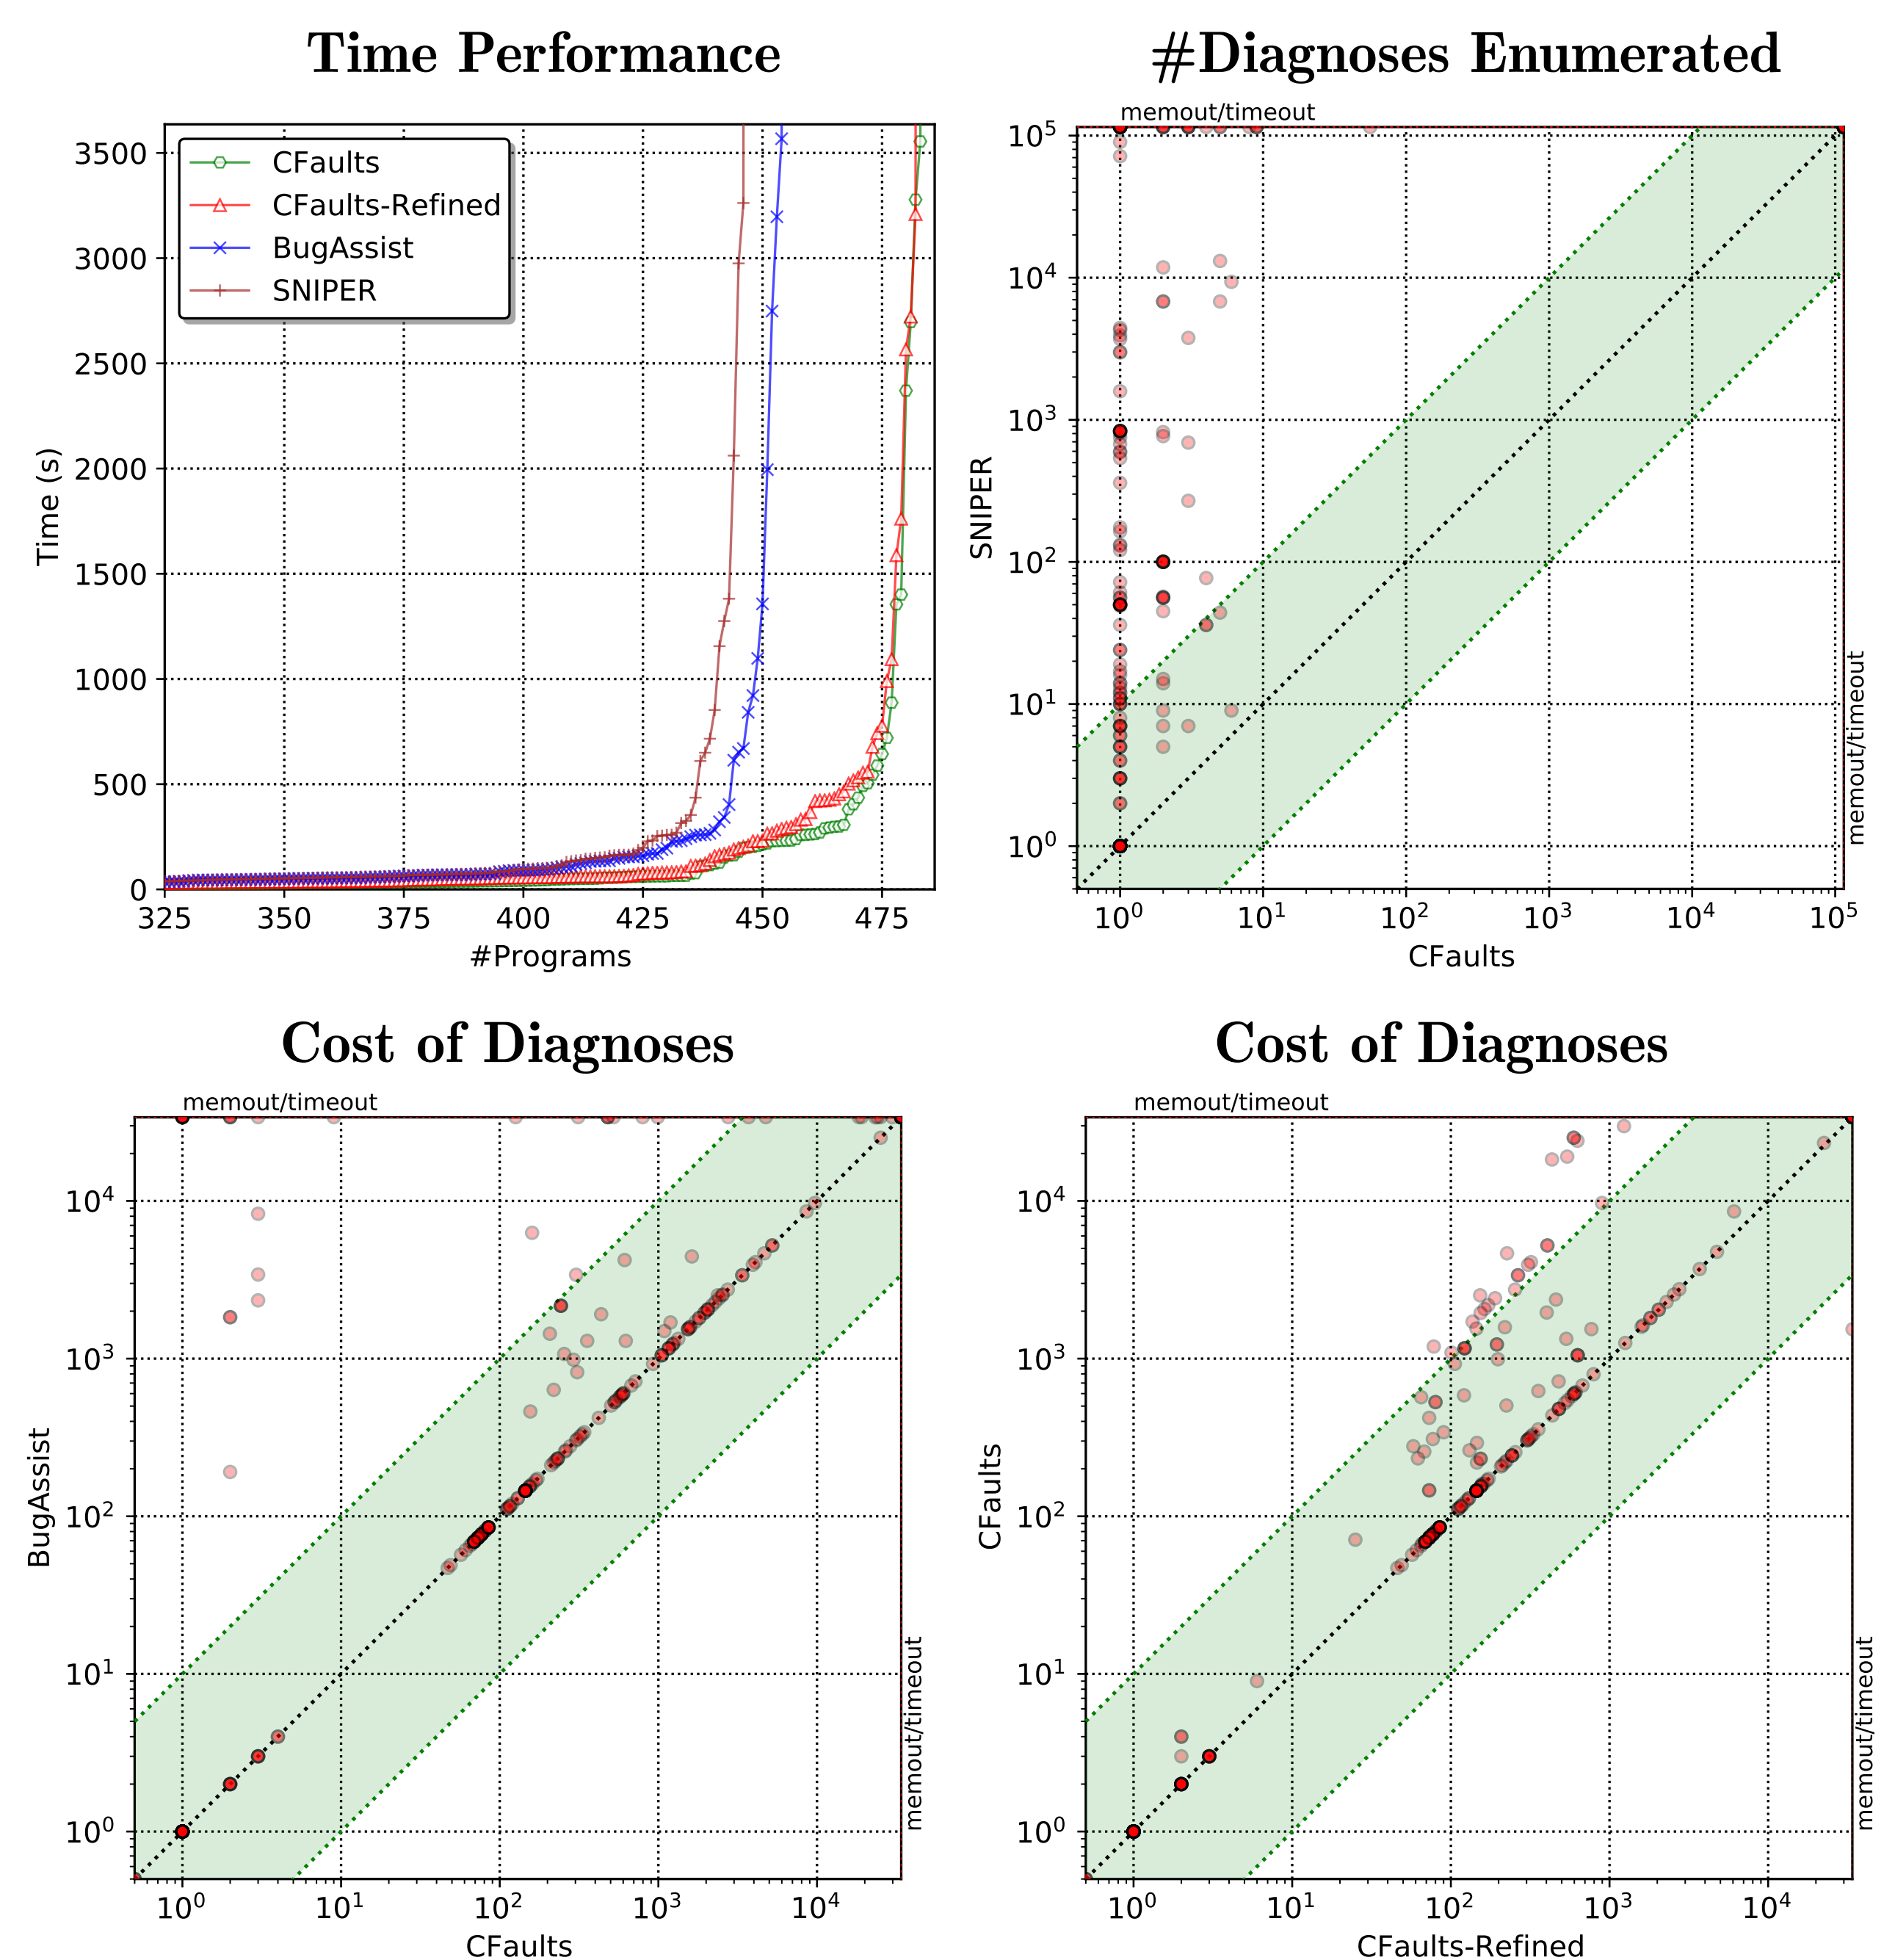 Time Performance
3500
3000
2500
2000
1500
1000
500
0
Time (s)
CFaults
CFaults-Refined
BugAssist
SNIPER
325 350 375 400 425 450 475
#Programs
#Diagnoses Enumerated
memout/timeout
10^5
10^4
10^3
10^2
10^1
10^0
SNIPER
memout/timeout
10^0 10^1 10^2 10^3 10^4 10^5
CFaults
Cost of Diagnoses
memout/timeout
10^4
10^3
10^2
10^1
10^0
BugAssist
memout/timeout
10^0 10^1 10^2 10^3 10^4
CFaults
Cost of Diagnoses
memout/timeout
10^4
10^3
10^2
10^1
10^0
CFaults
memout/timeout
10^0 10^1 10^2 10^3 10^4
CFaults-Refined